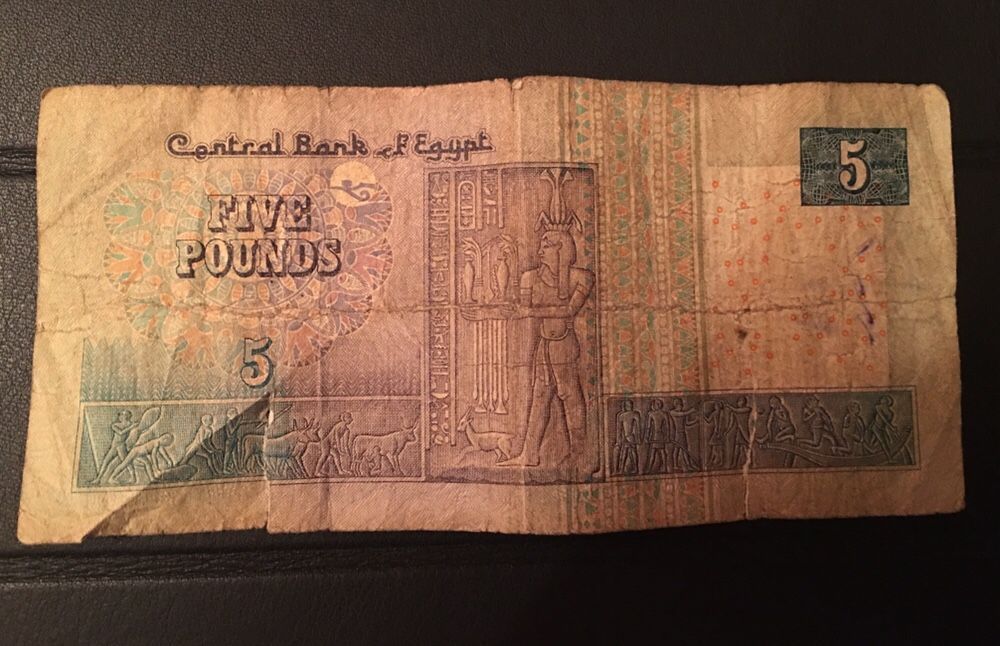 Central Bank of Egypt
5
FIVE
POUNDS
5